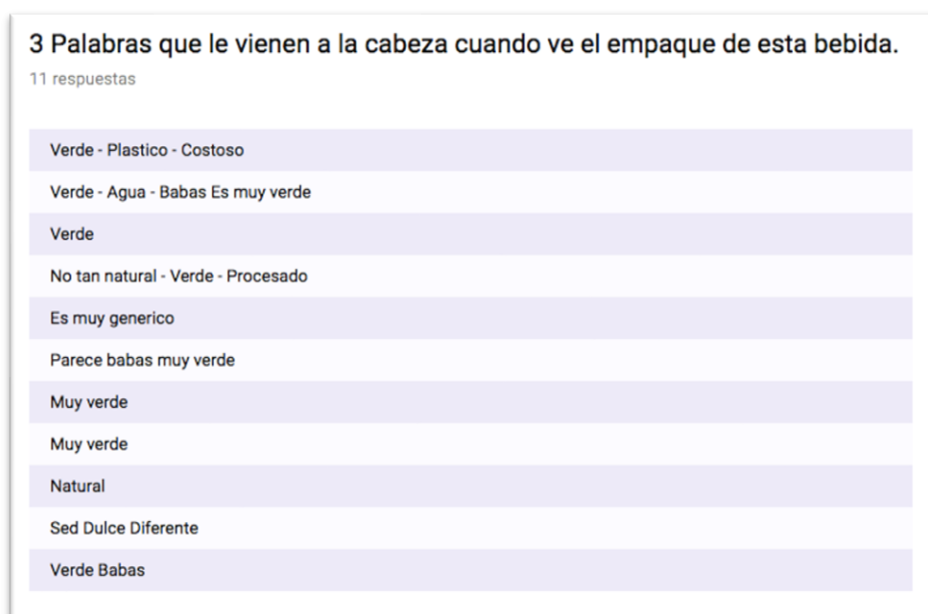 3 Palabras que le vienen a la cabeza cuando ve el empaque de esta bebida.
11 respuestas
Verde - Plastico - Costoso
Verde - Agua - Babas Es muy verde
Verde
No tan natural - Verde - Procesado
Es muy generico
Parece babas muy verde
Muy verde
Muy verde
Natural
Sed Dulce Diferente
Verde Babas